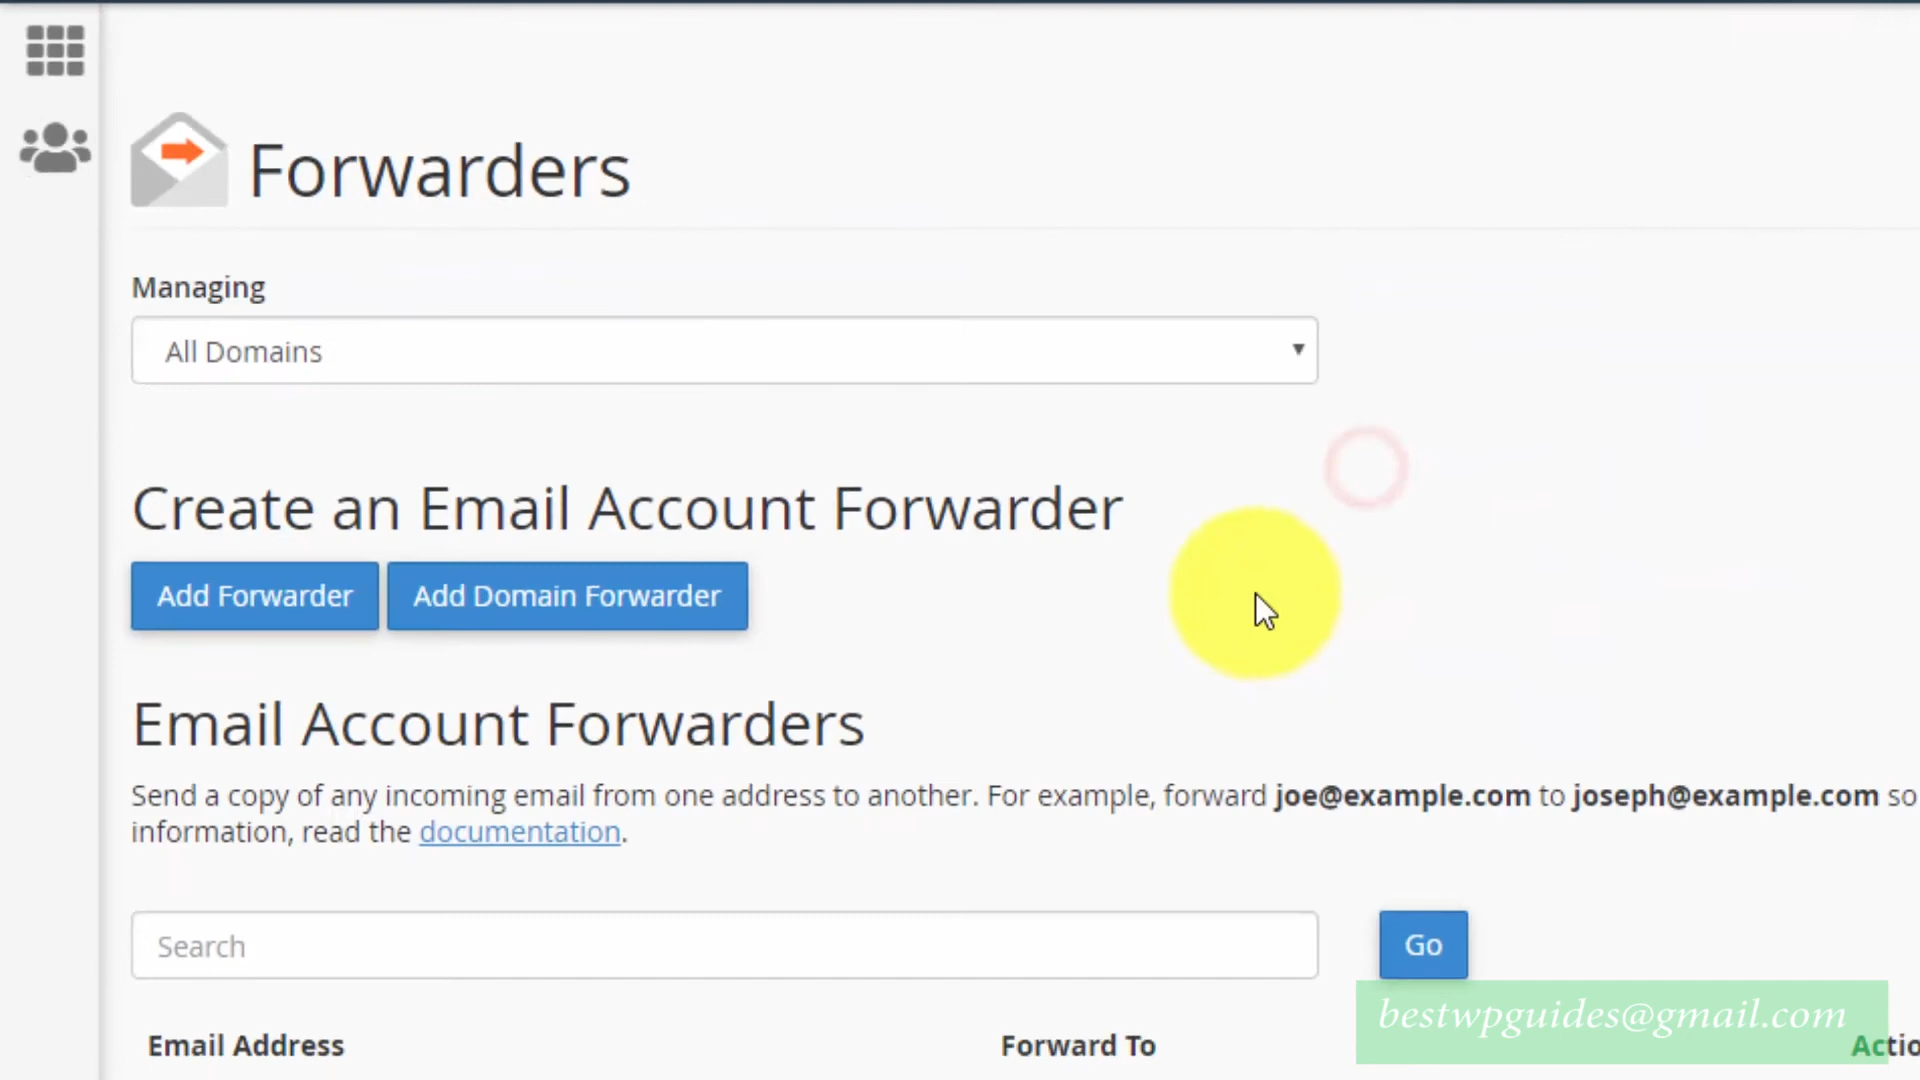 Forwarders
Managing
All Domains
Create an Email Account Forwarder
Add Forwarder Add Domain Forwarder
Email Account Forwarders
Send a copy of any incoming email from one address to another. For example, forward joe@example.com to joseph@example.com so
information, read the documentation.
Search Go
bestwpguides@gmail.com
Email Address Forward To Actio